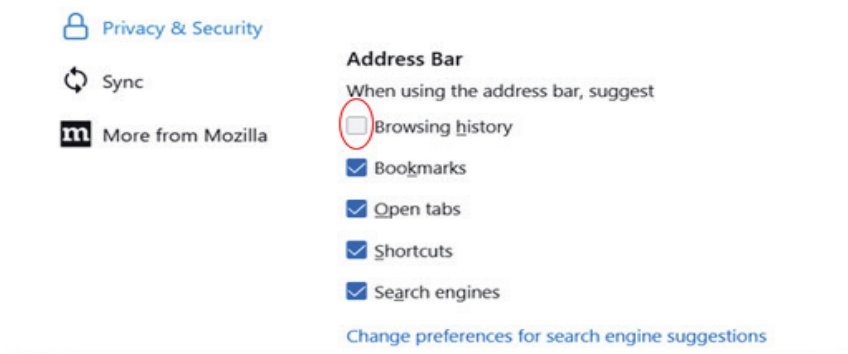 Privacy & Security
Sync
m More from Mozilla
Address Bar
When using the address bar, suggest
Browsing history
Bookmarks
Open tabs
Shortcuts
Search engines
Change preferences for search engine suggestions